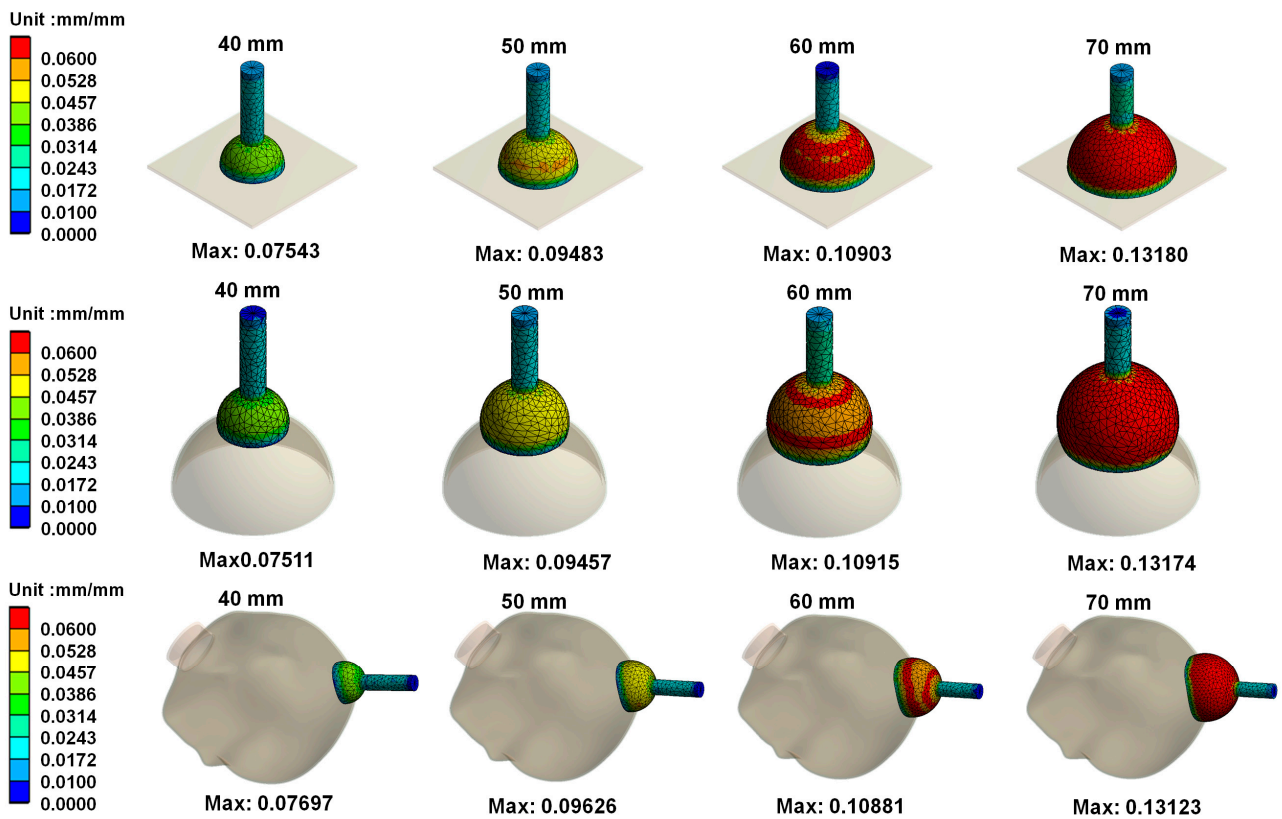 Unit :mm/mm
0.0600
0.0528
0.0457
0.0386
0.0314
0.0243
0.0172
0.0100
0.0000
40 mm
50 mm
60 mm
70 mm
Max: 0.07543
Max: 0.09483
Max: 0.10903
Max: 0.13180
Unit :mm/mm
0.0600
0.0528
0.0457
0.0386
0.0314
0.0243
0.0172
0.0100
0.0000
40 mm
50 mm
60 mm
70 mm
Max0.07511
Max: 0.09457
Max: 0.10915
Max: 0.13174
Unit :mm/mm
0.0600
0.0528
0.0457
0.0386
0.0314
0.0243
0.0172
0.0100
0.0000
40 mm
50 mm
60 mm
70 mm
Max: 0.07697
Max: 0.09626
Max: 0.10881
Max: 0.13123